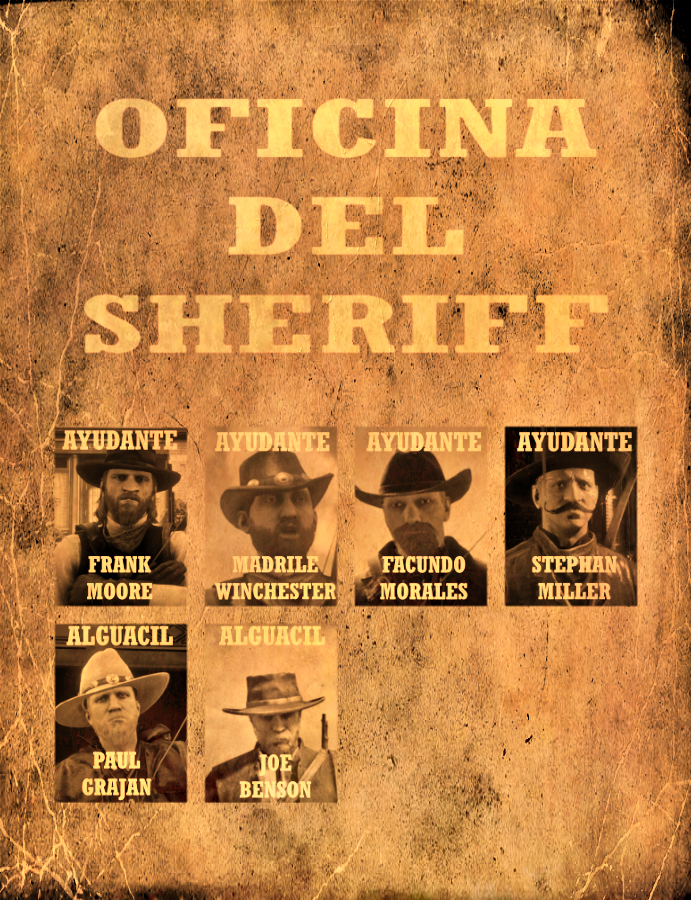 OFICINA
DEL
SHERIFF
AYUDANTE
FRANK
MOORE
AYUDANTE
MADRILE
WINCHESTER
AYUDANTE
FACUNDO
MORALES
AYUDANTE
STEPHAN
MILLER
ALGUACIL
PAUL
GRAJAN
ALGUACIL
JOE
BENSON